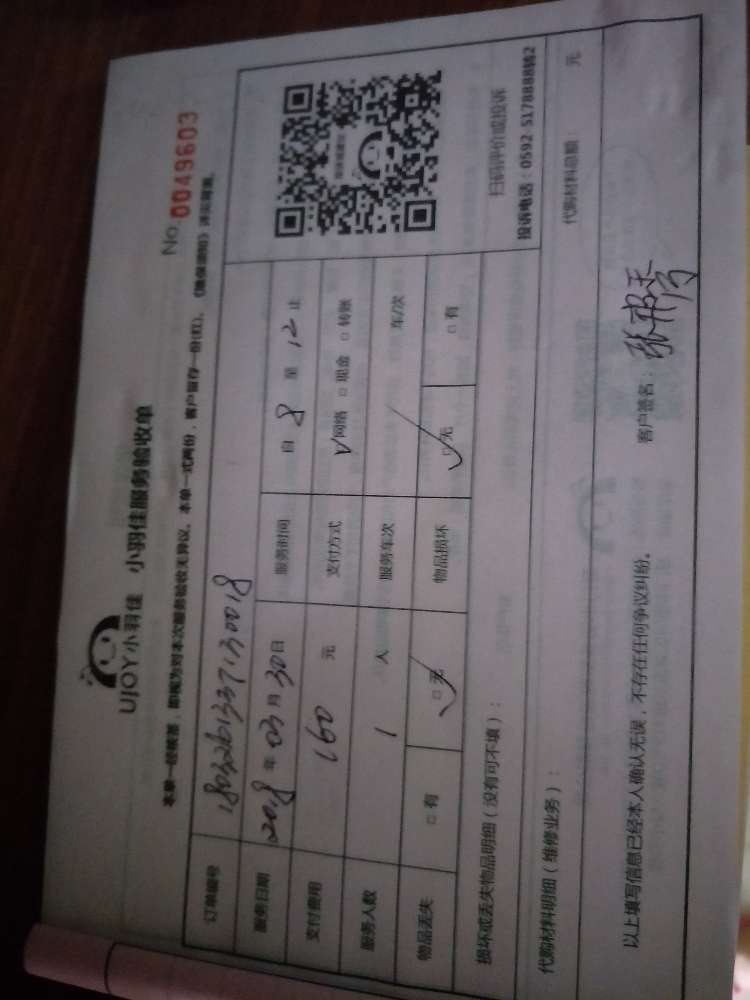 UJOY小羽佳 小羽佳服务验收单
No. 0049603
本单一经核签，即视为对本次服务验收无异议。本单一式两份，客户留存一份(红)。
订单编号
服务日期 2018 年 03 月 30 日 服务时间 自 8 至 12 止
支付费用 160 元 支付方式 ☑网络 □现金 □转账
服务人数 1 人 服务车次 车/次
物品丢失 □有 ☑无 物品损坏 ☑无 □有
扫码评价或投诉
投诉电话：0592 5178888转2
损坏或丢失物品明细（没有可不填）：
代购材料明细（维修业务）： 代购材料总额： 元
以上填写信息已经本人确认无误，不存在任何争议纠纷。 客户签名：